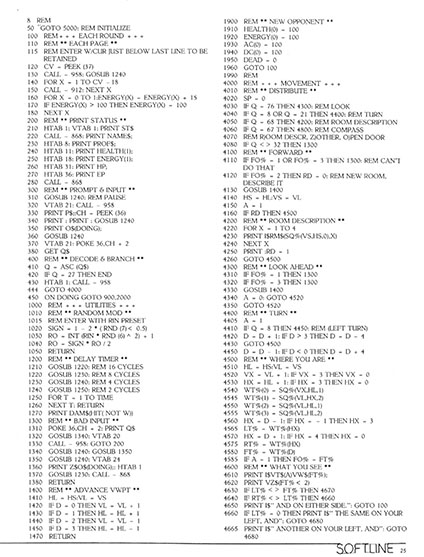 8 REM
50 GOTO 5000: REM INITIALIZE
100 REM + + + EACH ROUND + + +
110 REM ** EACH PAGE **
115 REM ENTER W/CUR JUST BELOW LAST LINE TO BE
RETAINED
120 CV = PEEK (37)
130 CALL - 958: GOSUB 1240
140 FOR X = 1 TO CV - 18
150 CALL - 912: NEXT X
160 FOR X = 0 TO 1:ENERGY(X) = ENERGY(X) + 15
170 IF ENERGY(X) > 100 THEN ENERGY(X) = 100
180 NEXT X
200 REM ** PRINT STATUS **
210 HTAB 1: VTAB 1: PRINT ST$
220 CALL - 868: PRINT NAME$;
230 HTAB 8: PRINT PROF$;
240 HTAB 11: PRINT HEALTH(1);
250 HTAB 18: PRINT ENERGY(1);
260 HTAB 31: PRINT HP;
270 HTAB 36: PRINT EP
280 CALL - 868
300 REM ** PROMPT & INPUT **
310 GOSUB 1240: REM PAUSE
320 VTAB 21: CALL - 958
330 PRINT P$;:CH = PEEK (36)
340 PRINT : PRINT : GOSUB 1240
350 PRINT O$(DOING);
360 GOSUB 1240
370 VTAB 21: POKE 36,CH + 2
380 GET Q$
400 REM ** DECODE & BRANCH **
410 Q = ASC (Q$)
420 IF Q = 27 THEN END
430 HTAB 1: CALL - 958
444 GOTO 4000
450 ON DOING GOTO 900,2000
1000 REM + + + UTILITIES + + +
1010 REM ** RANDOM MOD **
1015 REM ENTER WITH RIN PRESET
1020 SIGN = 1 - 2 * ( RND (7) < 0.5)
1030 RO = INT (RIN * RND (6) ^ 2) + 1
1040 RO = SIGN * RO / 2
1050 RETURN
1200 REM ** DELAY TIMER **
1210 GOSUB 1220: REM 16 CYCLES
1220 GOSUB 1230: REM 8 CYCLES
1230 GOSUB 1240: REM 4 CYCLES
1240 GOSUB 1250: REM 2 CYCLES
1250 FOR T = 1 TO TIME
1260 NEXT T: RETURN
1270 PRINT DAM$(HIT( NOT W))
1300 REM ** BAD INPUT **
1310 POKE 36,CH + 2: PRINT Q$
1320 GOSUB 1340: VTAB 20
1330 CALL - 958: GOTO 200
1340 GOSUB 1240: GOSUB 1350
1350 GOSUB 1240: VTAB 24
1360 PRINT Z$O$(DOING);: HTAB 1
1370 GOSUB 1230: CALL - 868
1380 RETURN
1400 REM ** ADVANCE VWPT **
1410 HL = HS/VL = VS
1420 IF D = 0 THEN VL = VL + 1
1430 IF D = 1 THEN HL = HL + 1
1440 IF D = 2 THEN VL = VL - 1
1450 IF D = 3 THEN HL = HL - 1
1470 RETURN
1900 REM ** NEW OPPONENT **
1910 HEALTH(0) = 100
1920 ENERGY(0) = 100
1930 AC(0) = 100
1940 DC(0) = 100
1950 DEAD = 0
1960 GOTO 100
1990 REM
4000 REM + + + MOVEMENT + + +
4010 REM ** DISTRIBUTE **
4020 SP = 0
4030 IF Q = 76 THEN 4300: REM LOOK
4040 IF Q = 8 OR Q = 21 THEN 4400: REM TURN
4050 IF Q = 68 THEN 4200: REM ROOM DESCRIPTION
4060 IF Q = 67 THEN 4800: REM COMPASS
4070 REM R)OOM DESCR, Z)OTHER, O)PEN DOOR
4080 IF Q < > 32 THEN 1300
4100 REM ** FORWARD **
4110 IF FO% = 1 OR FO% = 3 THEN 1300: REM CAN'T
DO THAT
4120 IF FO% = 2 THEN RD = 0: REM NEW ROOM,
DESCRIBE IT
4130 GOSUB 1400
4140 HS = HL:VS = VL
4150 A = 1
4160 IF RD THEN 4500
4200 REM ** ROOM DESCRIPTION **
4210 FOR X = 1 TO 4
4230 PRINT I$RM$(SQ%(VS,HS,0),X)
4240 NEXT X
4250 PRINT :RD = 1
4260 GOTO 4500
4300 REM ** LOOK AHEAD **
4310 IF FO% = 1 THEN 1300
4320 IF FO% = 3 THEN 1300
4330 GOSUB 1400
4340 A = 0: GOTO 4520
4350 GOTO 4520
4400 REM ** TURN **
4405 A = 1
4410 IF Q = 8 THEN 4450: REM (LEFT TURN)
4420 D = D + 1: IF D > 3 THEN D = D - 4
4430 GOTO 4500
4450 D = D - 1: IF D < 0 THEN D = D + 4
4500 REM ** WHERE YOU ARE **
4510 HL = HS/VL = VS
4520 VX = VL + 1: IF VX = 3 THEN VX = 0
4530 HX = HL + 1: IF HX = 3 THEN HX = 0
4540 WT%(2) = SQ%(VX,HL,1)
4545 WT%(1) = SQ%(VL,HX,2)
4550 WT%(0) = SQ%(VL,HL,1)
4555 WT%(3) = SQ%(VL,HL,2)
4560 HX = D - 1: IF HX = - 1 THEN HX = 3
4565 LT% = WT%(HX)
4570 HX = D + 1: IF HX = 4 THEN HX = 0
4575 RT% = WT%(HX)
4580 FT% = WT%(D)
4585 IF A = 1 THEN FO% = FT%
4600 REM ** WHAT YOU SEE **
4610 PRINT I$VT$(A)VW$(FT%);
4620 PRINT VZ$(FT% < 2)
4630 IF LT% < > FT% THEN 4670
4640 IF RT% < > LT% THEN 4660
4650 PRINT I$" AND ON EITHER SIDE.": GOTO 100
4660 IF LT% = 0 THEN PRINT I$" THE SAME ON YOUR
LEFT, AND": GOTO 4680
4665 PRINT I$" ANOTHER ON YOUR LEFT, AND": GOTO
4680
SOFTLINE 25